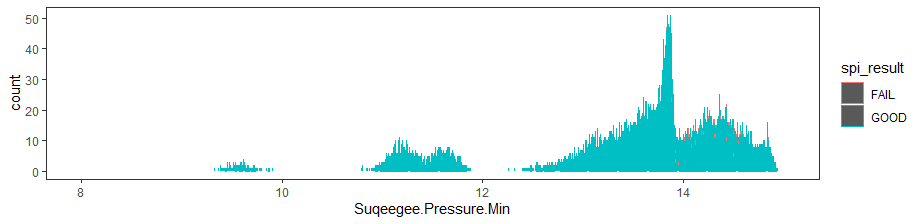 50
40
30
20
10
0
count
8 10 12 14
Suqeegee.Pressure.Min
spi_result
FAIL
GOOD